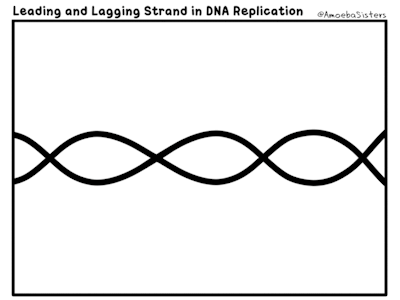 Leading and Lagging Strand in DNA Replication
@AmoebaSisters